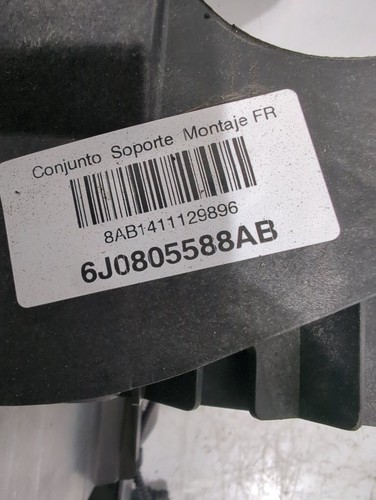 Conjunto Soporte Montaje FR
8AB1411129896
6J0805588AB